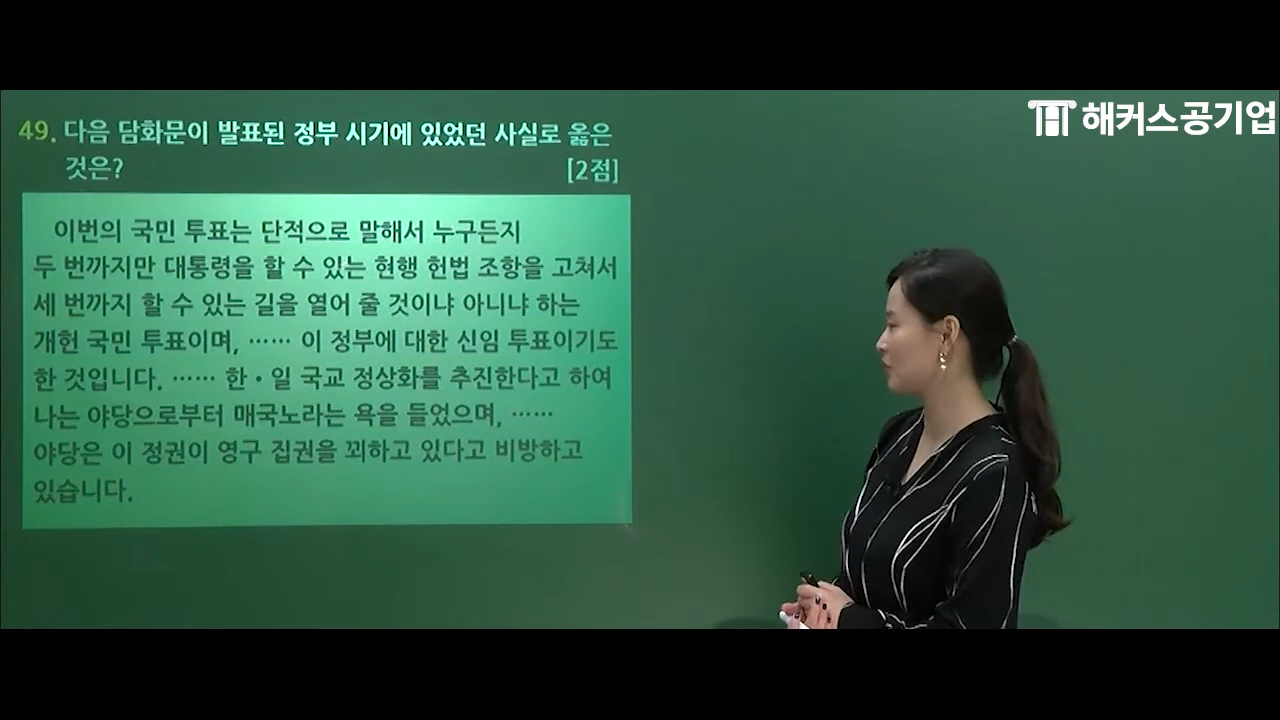 해커스공기업
49. 다음 담화문이 발표된 정부 시기에 있었던 사실로 옳은
것은? [2점]
이번의 국민 투표는 단적으로 말해서 누구든지
두 번까지만 대통령을 할 수 있는 현행 헌법 조항을 고쳐서
세 번까지 할 수 있는 길을 열어 줄 것이냐 아니냐 하는
개헌 국민 투표이며, …… 이 정부에 대한 신임 투표이기도
한 것입니다. …… 한·일 국교 정상화를 추진한다고 하여
나는 야당으로부터 매국노라는 욕을 들었으며, ……
야당은 이 정권이 영구 집권을 꾀하고 있다고 비방하고
있습니다.